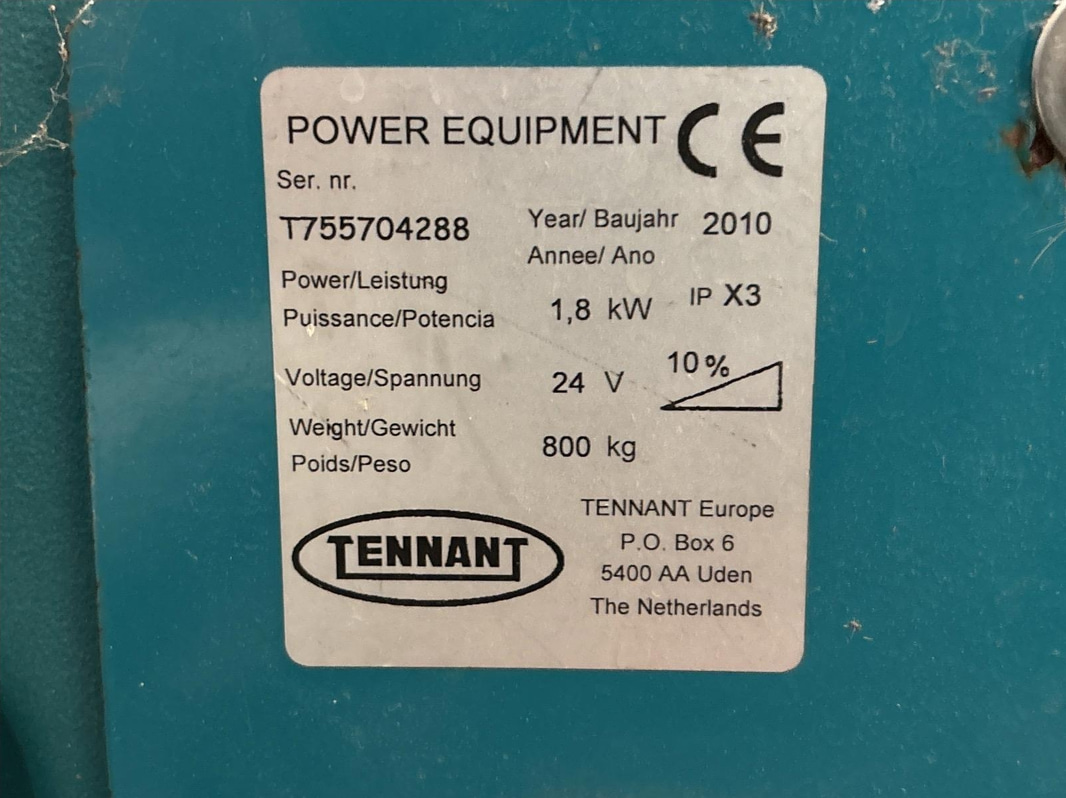 POWER EQUIPMENT CE
Ser. nr.
T755704288
Year/ Baujahr 2010
Annee/ Ano
Power/Leistung
Puissance/Potencia
1,8 kW IP X3
Voltage/Spannung 24 V 10%
Weight/Gewicht
Poids/Peso
800 kg
TENNANT
TENNANT Europe
P.O. Box 6
5400 AA Uden
The Netherlands